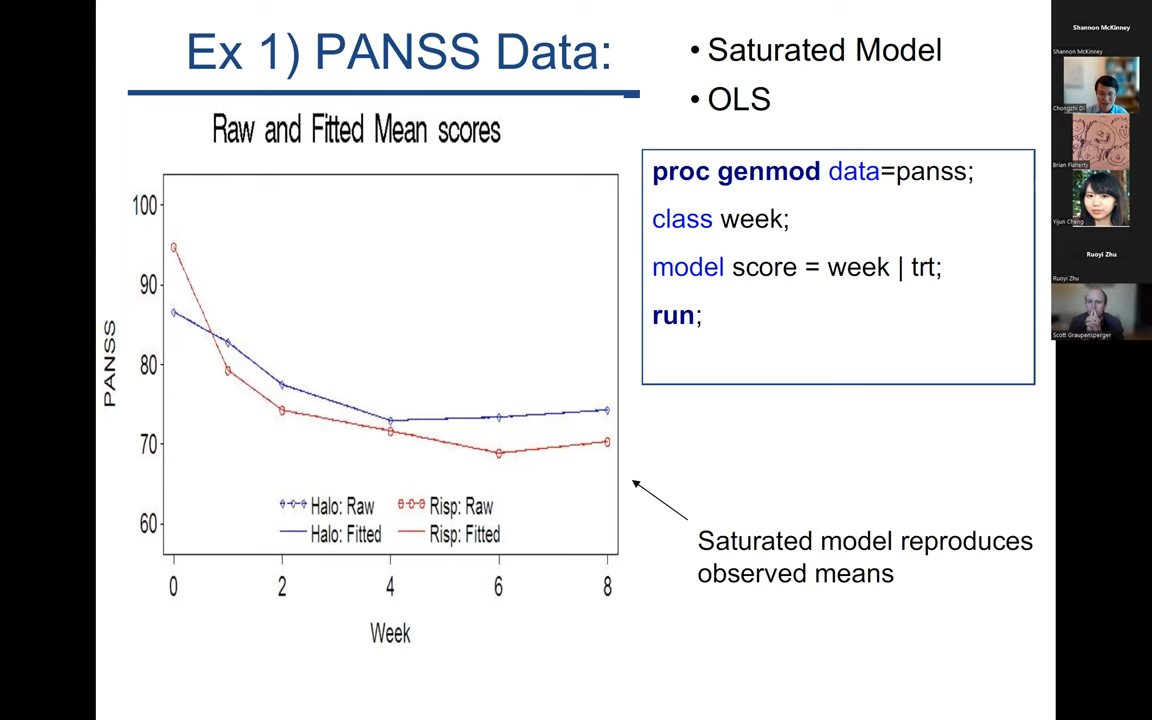 Ex 1) PANSS Data:
• Saturated Model
• OLS
Raw and Fitted Mean scores
proc genmod data=panss;
class week;
model score = week | trt;
run;
PANSS
100
90
80
70
60
Halo: Raw
Risp: Raw
Halo: Fitted
Risp: Fitted
0
2
4
6
8
Week
Saturated model reproduces
observed means
Shannon McKinney
Shannon McKinney
Chongzhi Di
Brian Flaherty
Yijun Cheng
Ruoyi Zhu
Ruoyi Zhu
Scott Graupensperger